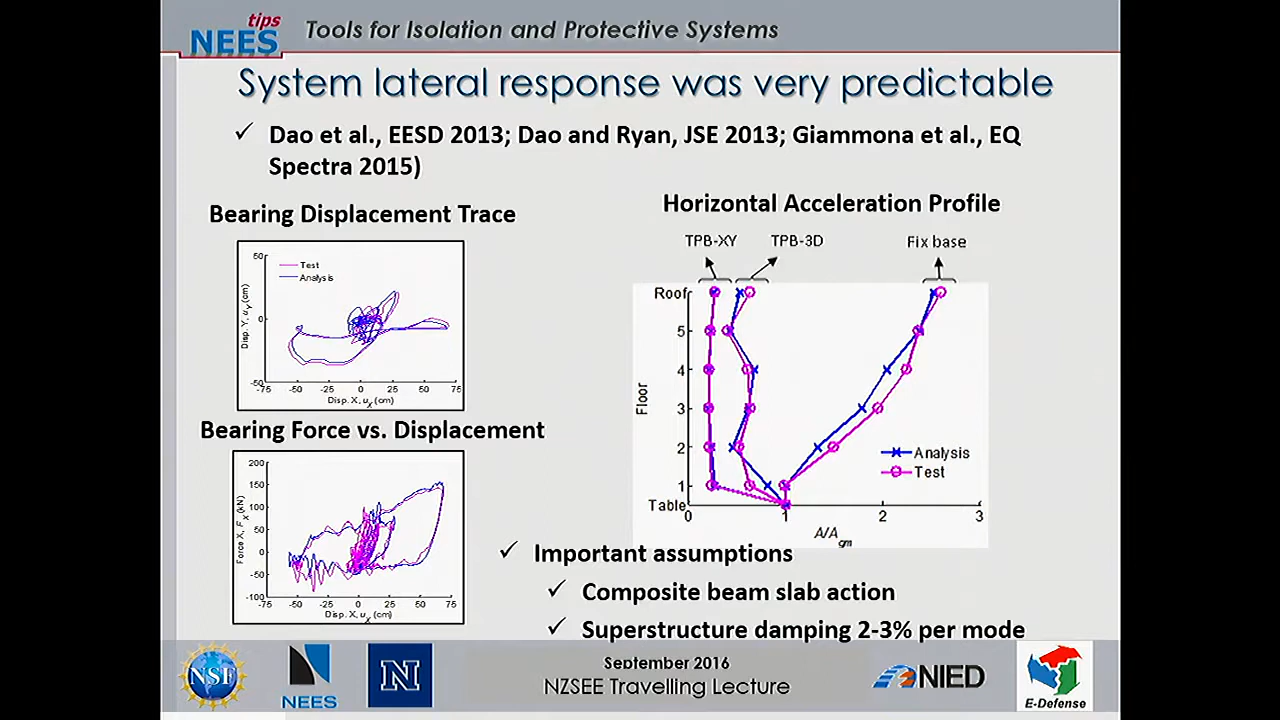 tips
NEES
Tools for Isolation and Protective Systems
System lateral response was very predictable
✓ Dao et al., EESD 2013; Dao and Ryan, JSE 2013; Giammona et al., EQ
Spectra 2015)
Bearing Displacement Trace
50
0
-50
Disp. Y, uY (cm)
Test
Analysis
-75 -50 -25 0 25 50 75
Disp. X, uX (cm)
Bearing Force vs. Displacement
200
150
100
50
0
-50
-100
Force X, FX (kN)
-75 -50 -25 0 25 50 75
Disp. X, uX (cm)
Horizontal Acceleration Profile
TPB-XY TPB-3D Fix base
Roof
5
4
3
2
1
Table
Floor
Analysis
Test
0 1 2 3
A/Agm
✓ Important assumptions
✓ Composite beam slab action
✓ Superstructure damping 2-3% per mode
NSF
NEES
N
September 2016
NZSEE Travelling Lecture
NIED
E-Defense